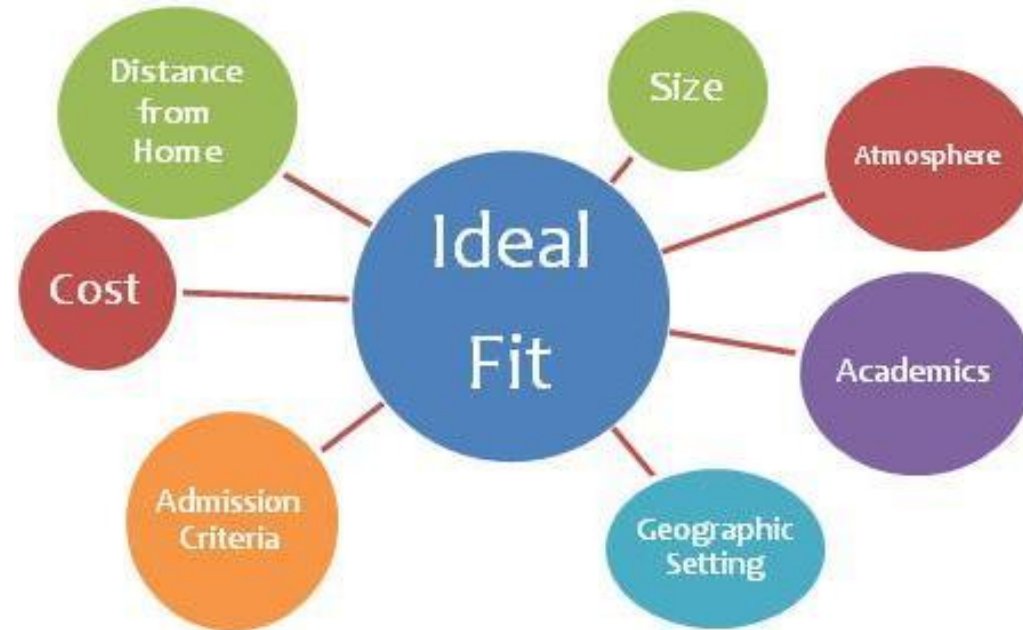 Distance
from
Home
Size
Atmosphere
Ideal
Fit
Cost
Academics
Admission
Criteria
Geographic
Setting